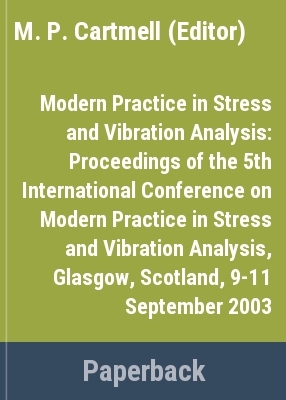 M. P. Cartmell (Editor)
Modern Practice in Stress
and Vibration Analysis:
Proceedings of the 5th
International Conference on
Modern Practice in Stress
and Vibration Analysis,
Glasgow, Scotland, 9-11
September 2003
Paperback